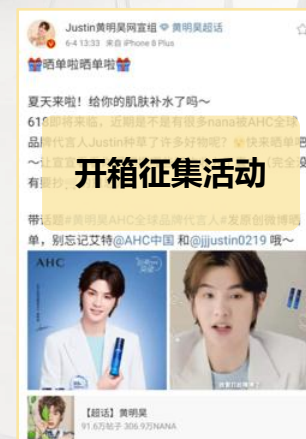 Justin黄明昊网宣组 黄明昊超话
6-4 13:33 来自 iPhone 8 Plus
晒单啦晒单啦
夏天来啦！给你的肌肤补水了吗～
618即将来临，近期是不是有很多nana被AHC全球
品牌代言人Justin种草了许多好物呢？快来晒单吧
开箱征集活动
带话题#黄明昊AHC全球品牌代言人#发原创微博晒
单，别忘记艾特@AHC中国 和@jjjustin0219 哦～
AHC
【超话】黄明昊
91.6万帖子 306.9万NANA